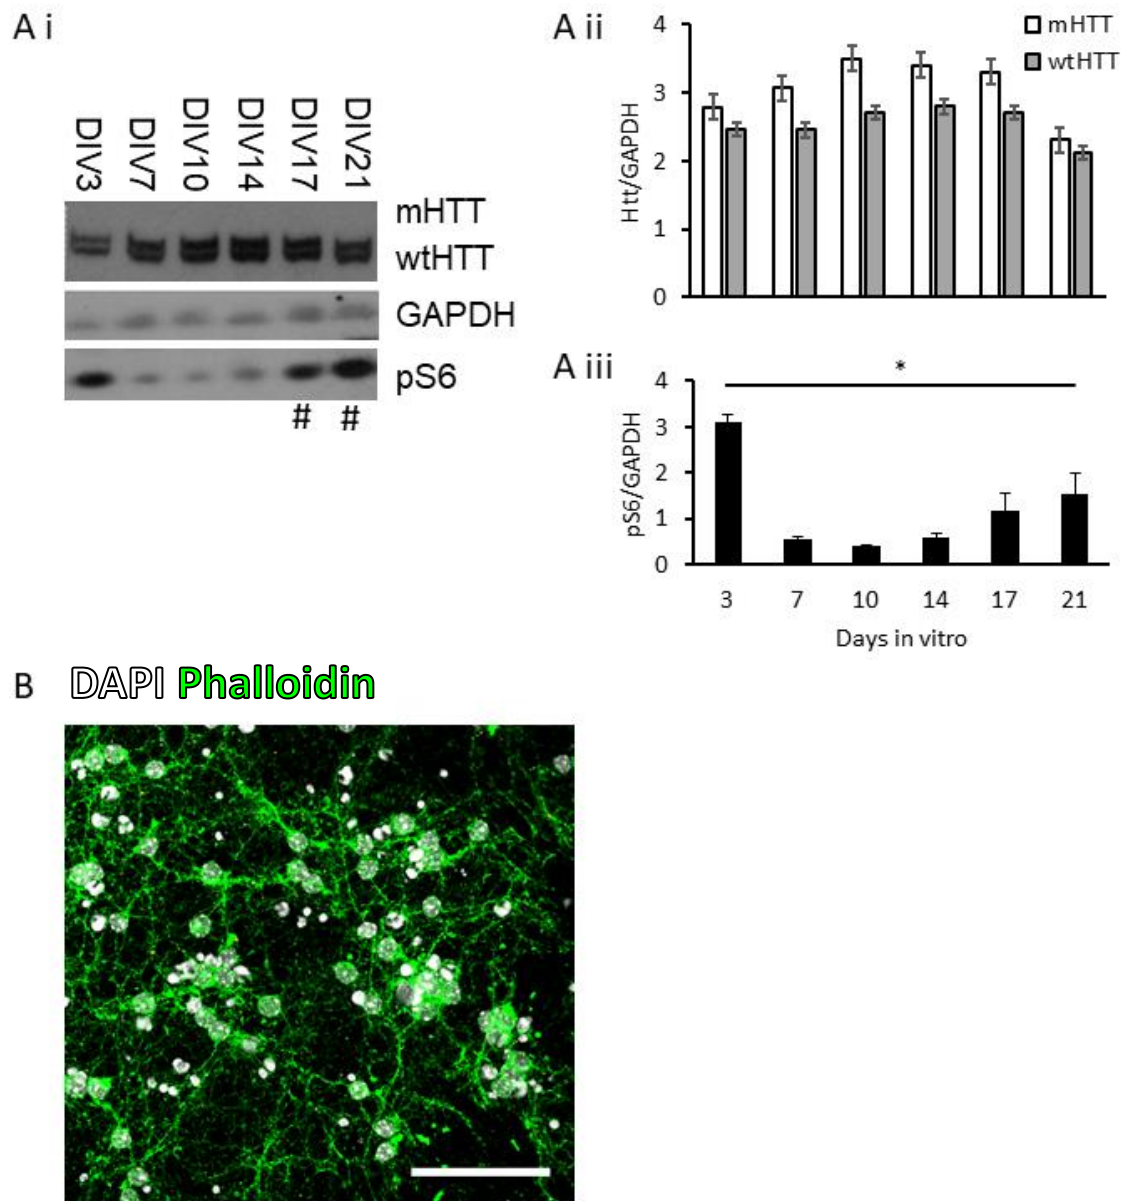 A i
DIV3 DIV7 DIV10 DIV14 DIV17 DIV21
mHTT
wtHTT
GAPDH
pS6
# #
A ii
mHTT
wtHTT
Htt/GAPDH
4
3
2
1
0
A iii
*
pS6/GAPDH
4
3
2
1
0
3 7 10 14 17 21
Days in vitro
B DAPI Phalloidin